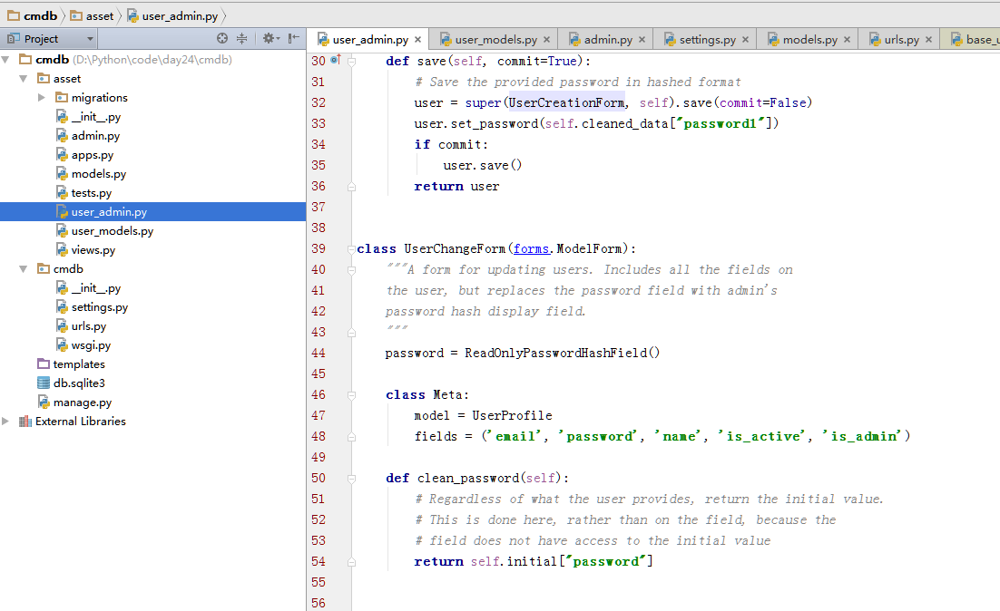 cmdb asset user_admin.py
Project
user_admin.py × user_models.py × admin.py × settings.py × models.py × urls.py × base_u
cmdb (D:\Python\code\day24\cmdb)
asset
migrations
__init__.py
admin.py
apps.py
models.py
tests.py
user_admin.py
user_models.py
views.py
cmdb
__init__.py
settings.py
urls.py
wsgi.py
templates
db.sqlite3
manage.py
External Libraries
30 def save(self, commit=True):
31 # Save the provided password in hashed format
32 user = super(UserCreationForm, self).save(commit=False)
33 user.set_password(self.cleaned_data["password1"])
34 if commit:
35 user.save()
36 return user
37
38
39 class UserChangeForm(forms.ModelForm):
40 """A form for updating users. Includes all the fields on
41 the user, but replaces the password field with admin's
42 password hash display field.
43 """
44 password = ReadOnlyPasswordHashField()
45
46 class Meta:
47 model = UserProfile
48 fields = ('email', 'password', 'name', 'is_active', 'is_admin')
49
50 def clean_password(self):
51 # Regardless of what the user provides, return the initial value.
52 # This is done here, rather than on the field, because the
53 # field does not have access to the initial value
54 return self.initial["password"]
55
56